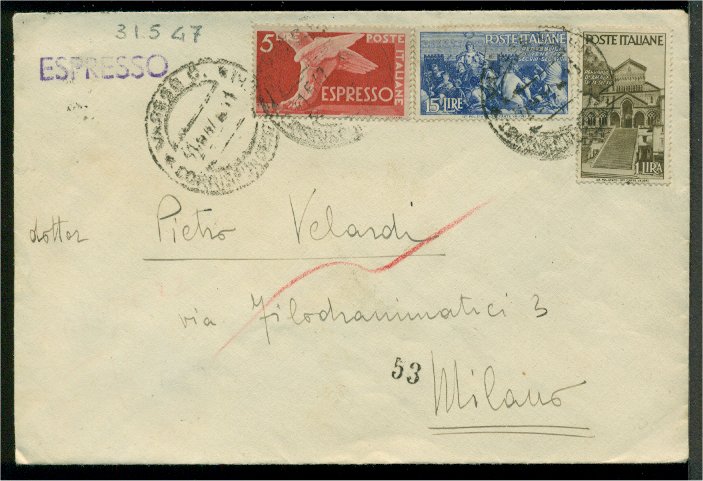 31.5 47
ESPRESSO
5 LIRE POSTE ITALIANE
ESPRESSO
POSTE ITALIANE
15 LIRE
POSTE ITALIANE
1 LIRA
dottor Pietro Velardi
via Filodrammatici 3
53
Milano